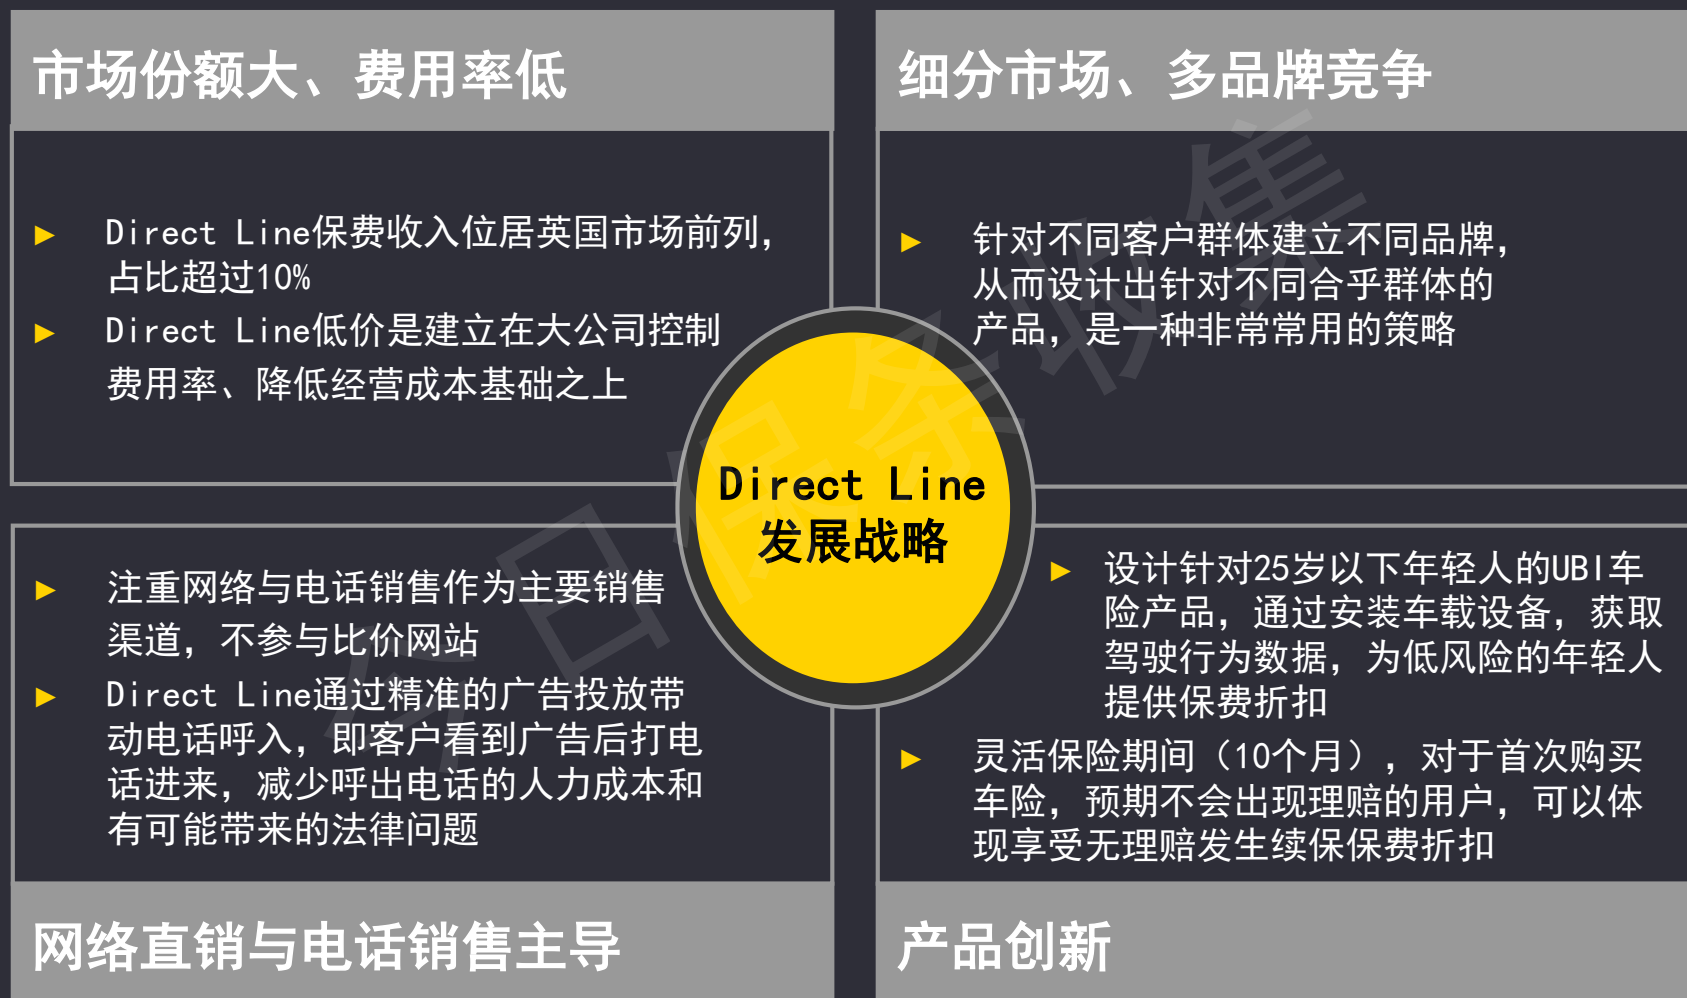 市场份额大、费用率低
Direct Line保费收入位居英国市场前列,
占比超过10%
Direct Line低价是建立在大公司控制
费用率、降低经营成本基础之上
细分市场、多品牌竞争
针对不同客户群体建立不同品牌,
从而设计出针对不同合乎群体的
产品,是一种非常常用的策略
Direct Line
发展战略
注重网络与电话销售作为主要销售
渠道,不参与比价网站
Direct Line通过精准的广告投放带
动电话呼入,即客户看到广告后打电
话进来,减少呼出电话的人力成本和
有可能带来的法律问题
网络直销与电话销售主导
设计针对25岁以下年轻人的UBI车
险产品,通过安装车载设备,获取
驾驶行为数据,为低风险的年轻人
提供保费折扣
灵活保险期间(10个月),对于首次购买
车险,预期不会出现理赔的用户,可以体
现享受无理赔发生续保保费折扣
产品创新
今日保条收集